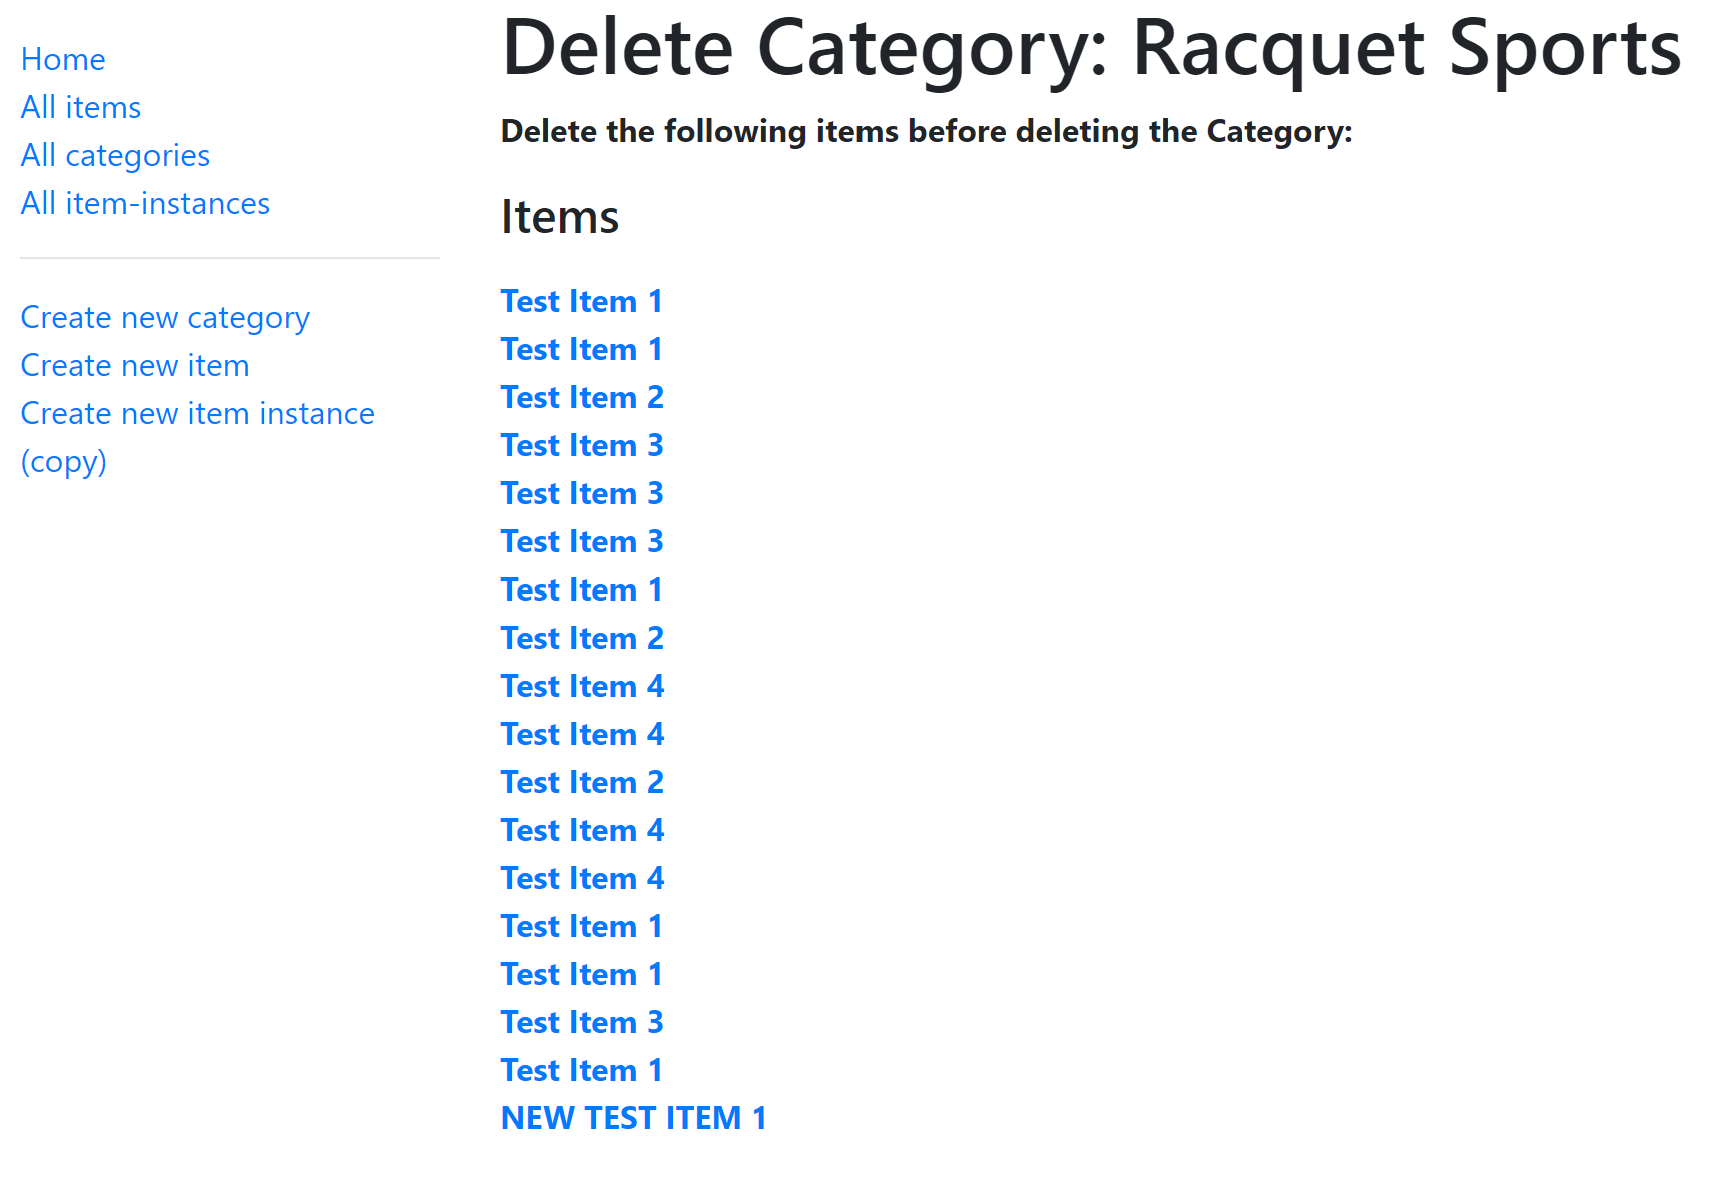 Home
All items
All categories
All item-instances
Create new category
Create new item
Create new item instance
(copy)
Delete Category: Racquet Sports
Delete the following items before deleting the Category:
Items
Test Item 1
Test Item 1
Test Item 2
Test Item 3
Test Item 3
Test Item 3
Test Item 1
Test Item 2
Test Item 4
Test Item 4
Test Item 2
Test Item 4
Test Item 4
Test Item 1
Test Item 1
Test Item 3
Test Item 1
NEW TEST ITEM 1